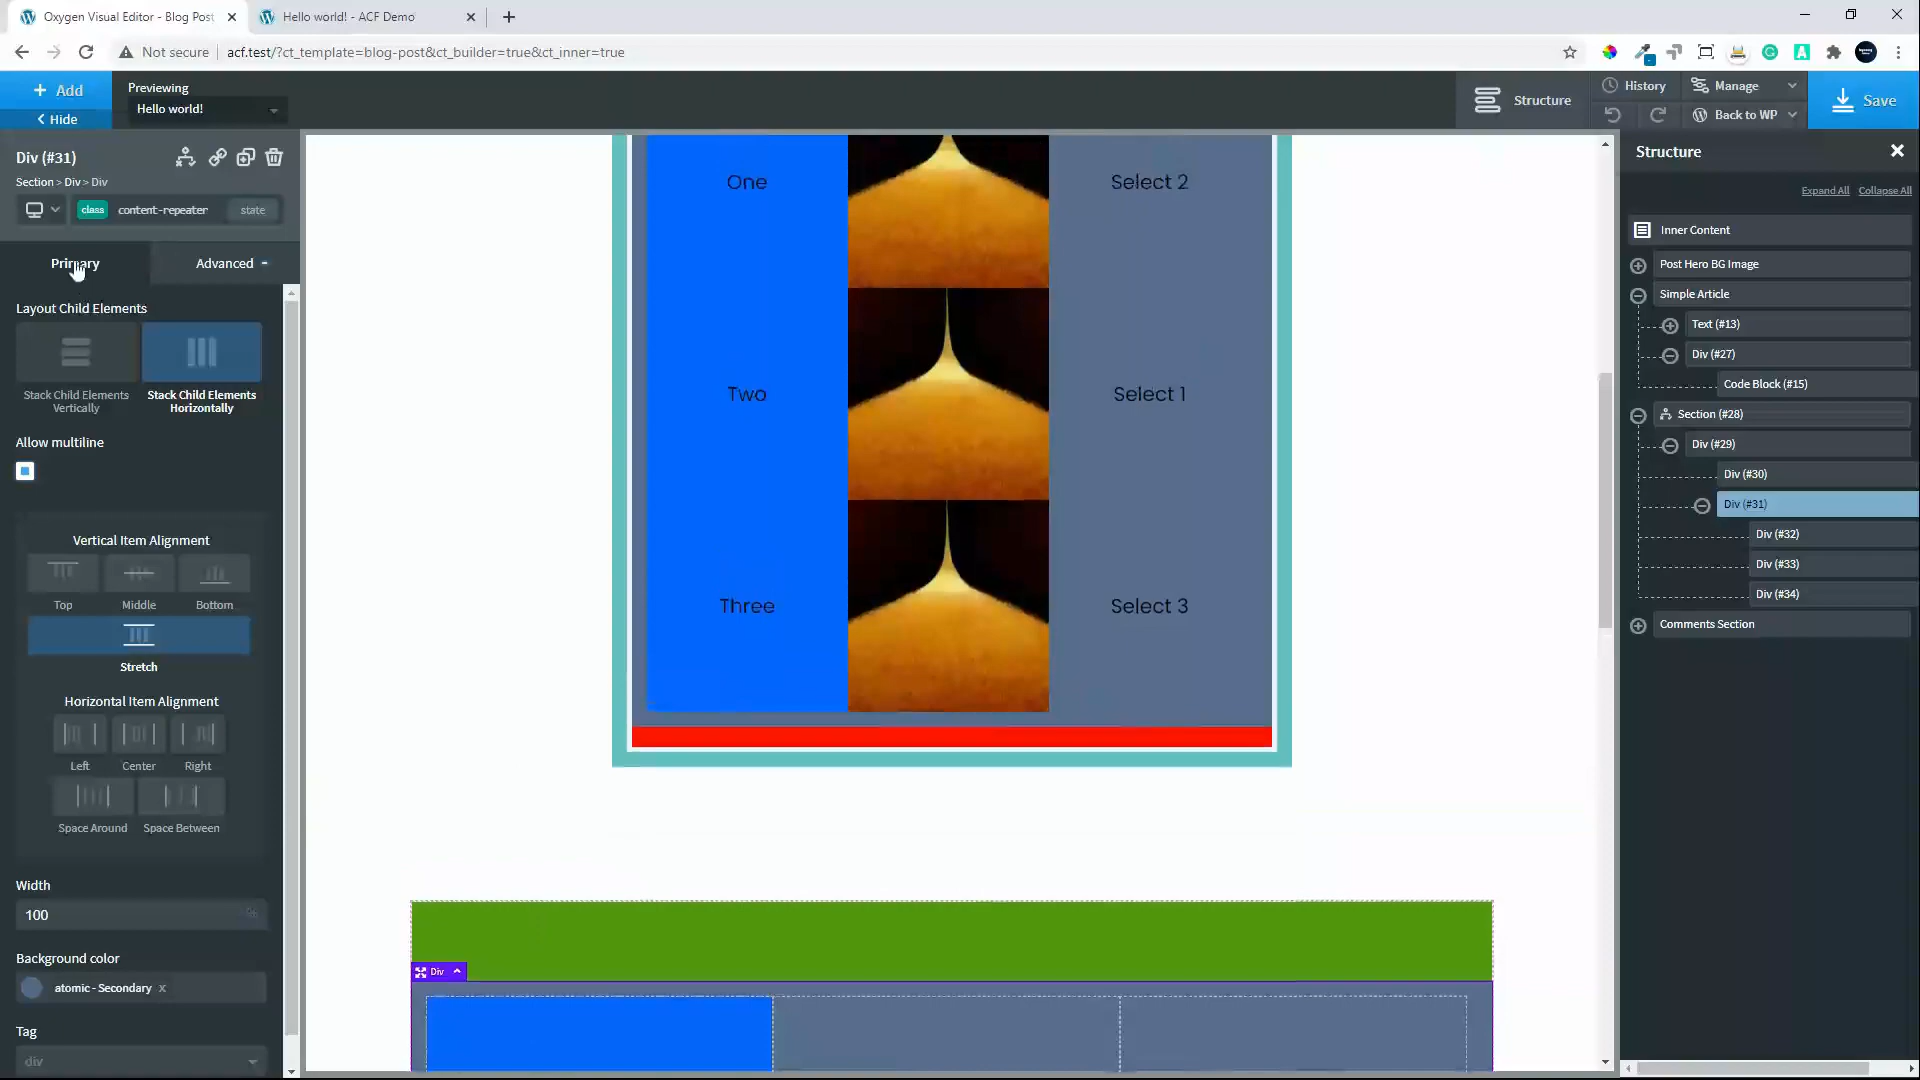 Oxygen Visual Editor - Blog Post
Hello world! - ACF Demo
Not secure
acf.test/?ct_template=blog-post&ct_builder=true&ct_inner=true
+ Add
< Hide
Previewing
Hello world!
Structure
History
Manage
Back to WP
Save
Div (#31)
Section > Div > Div
class
content-repeater
state
Primary
Advanced
Layout Child Elements
Stack Child Elements
Vertically
Stack Child Elements
Horizontally
Allow multiline
Vertical Item Alignment
Top
Middle
Bottom
Stretch
Horizontal Item Alignment
Left
Center
Right
Space Around
Space Between
Width
100
%
Background color
atomic - Secondary
x
Tag
div
One
Select 2
Two
Select 1
Three
Select 3
Div
Structure
Expand All
Collapse All
Inner Content
Post Hero BG Image
Simple Article
Text (#13)
Div (#27)
Code Block (#15)
Section (#28)
Div (#29)
Div (#30)
Div (#31)
Div (#32)
Div (#33)
Div (#34)
Comments Section